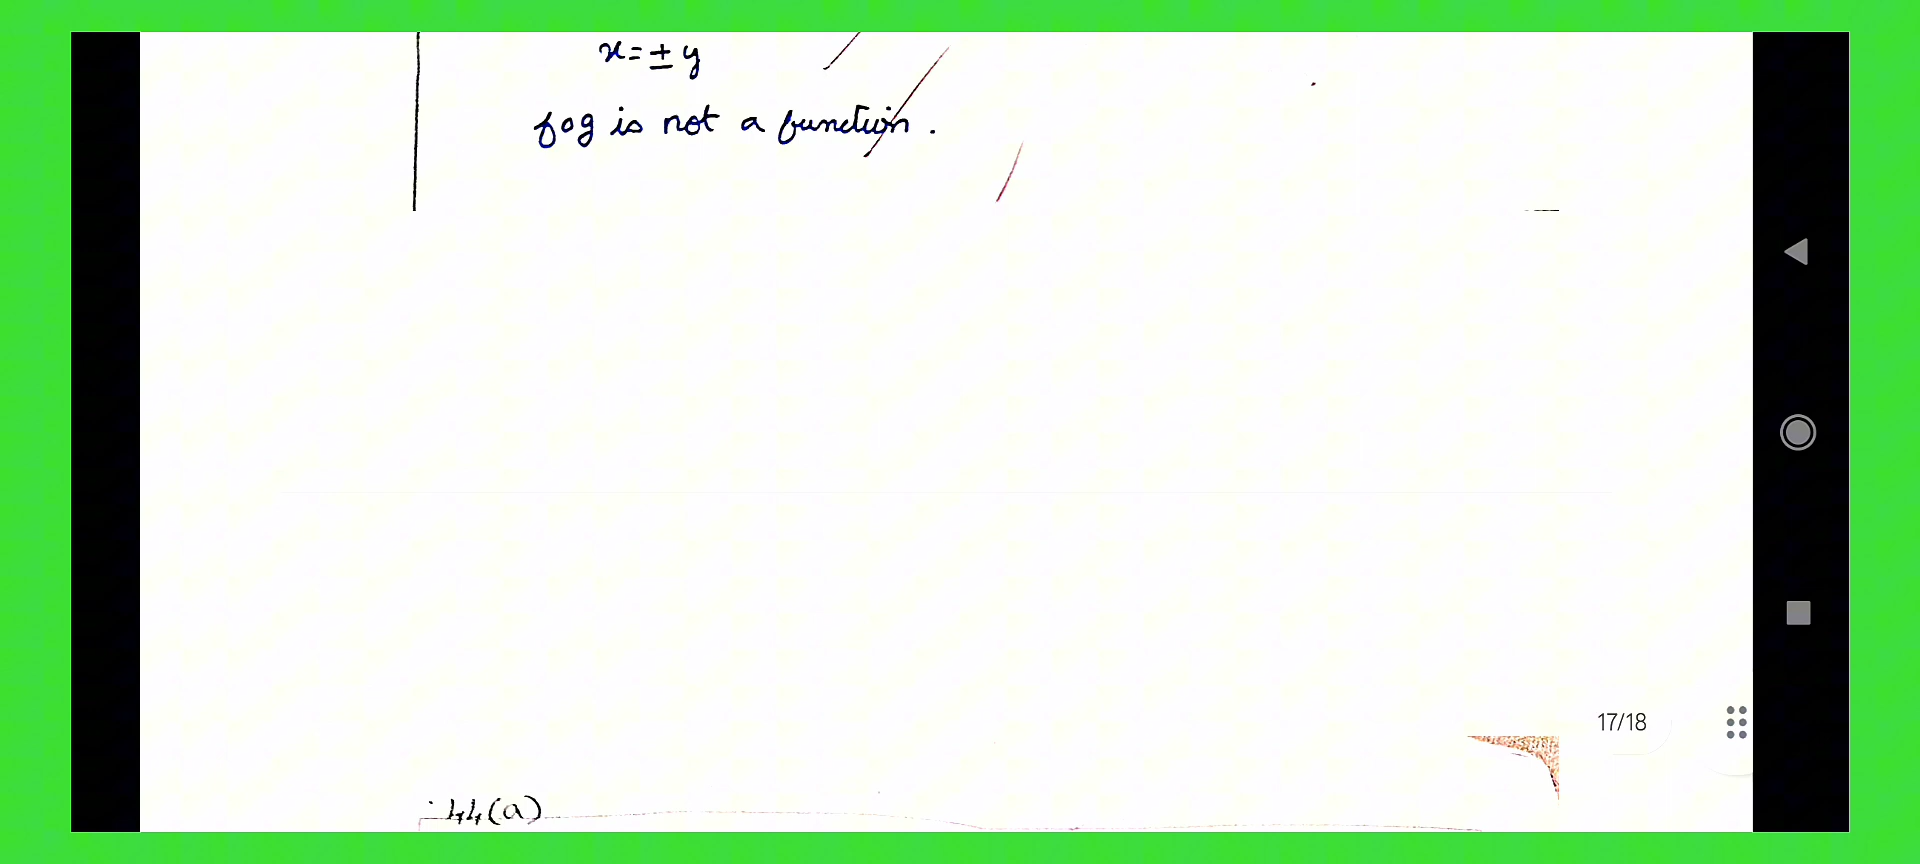 x = ± y
fog is not a function.
17/18
44(a)